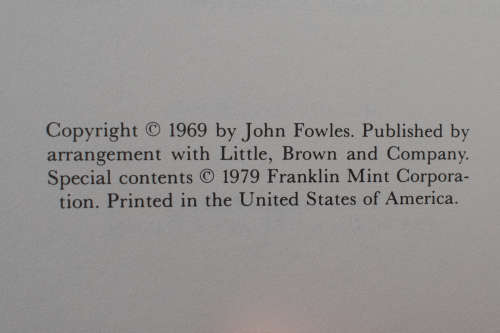 Copyright © 1969 by John Fowles. Published by
arrangement with Little, Brown and Company.
Special contents © 1979 Franklin Mint Corpora-
tion. Printed in the United States of America.